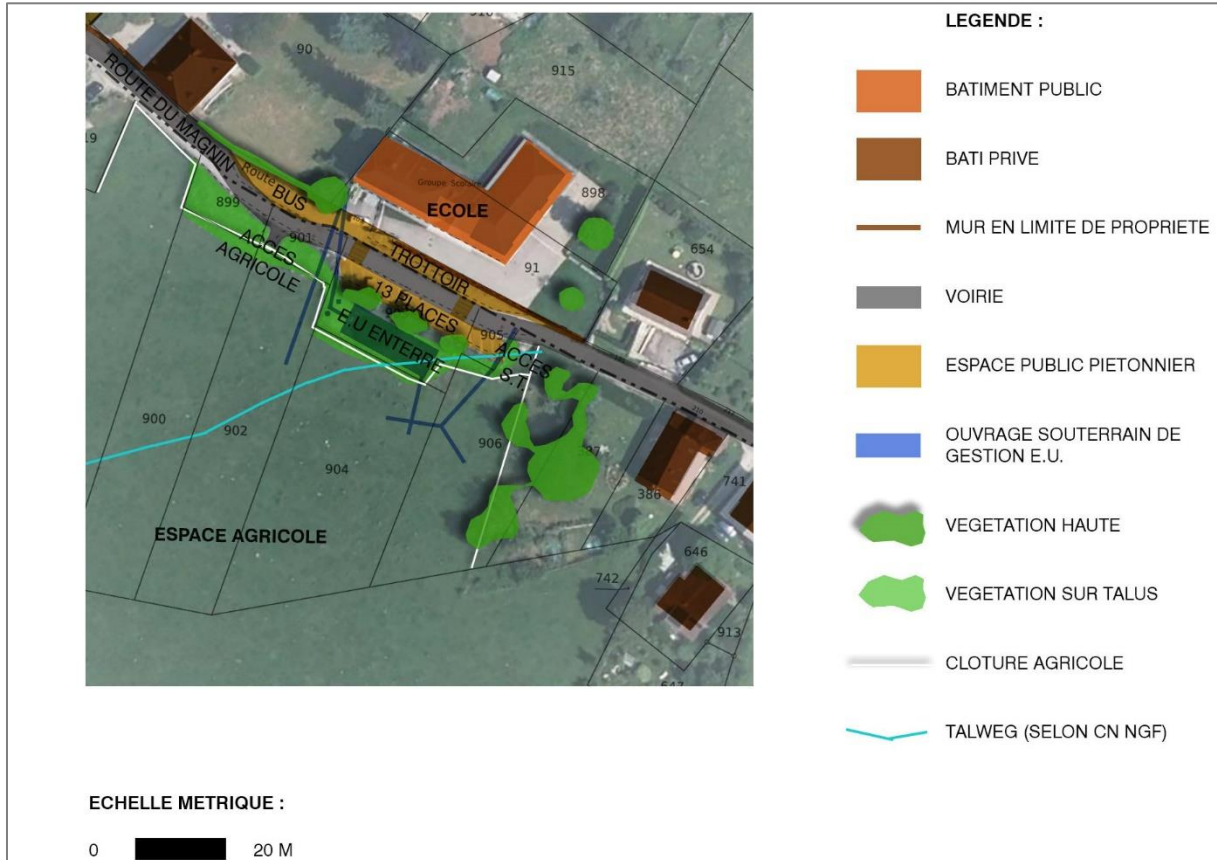 LEGENDE :
BATIMENT PUBLIC
BATI PRIVE
MUR EN LIMITE DE PROPRIETE
VOIRIE
ESPACE PUBLIC PIETONNIER
OUVRAGE SOUTERRAIN DE
GESTION E.U.
VEGETATION HAUTE
VEGETATION SUR TALUS
CLOTURE AGRICOLE
TALWEG (SELON CN NGF)
90
915
ROUTE DU MAGNIN
19
Route
BUS
Groupe Scolaire
ECOLE
898
899
901
ACCES
AGRICOLE
TROTTOIR
91
654
13 PLACES
905
E.U ENTERRE
ACCES
S.T.
900
902
904
906
386
741
ESPACE AGRICOLE
646
742
913
ECHELLE METRIQUE :
0 20 M